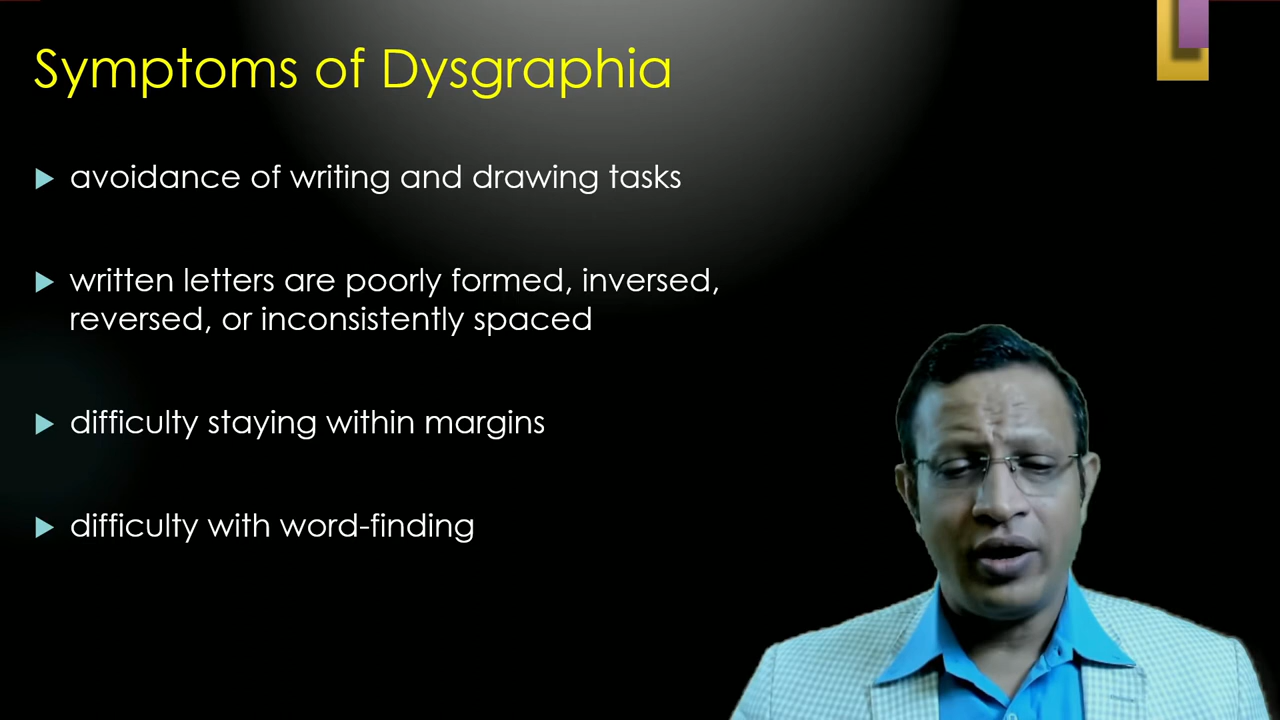 Symptoms of Dysgraphia
avoidance of writing and drawing tasks
written letters are poorly formed, inversed,
reversed, or inconsistently spaced
difficulty staying within margins
difficulty with word-finding